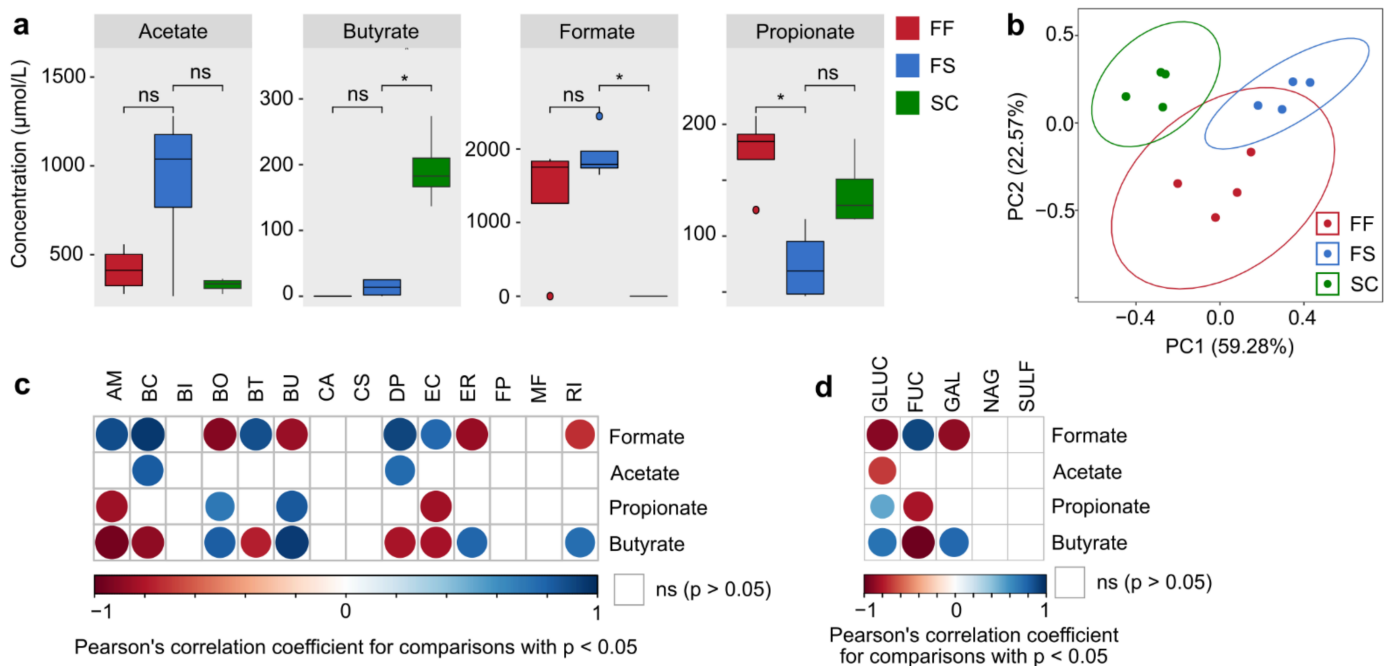 a
Acetate
Butyrate
Formate
Propionate
Concentration (μmol/L)
1500
1000
500
ns
ns
300
200
100
0
ns
*
2000
1000
0
ns
*
200
100
*
ns
FF
FS
SC
b
PC2 (22.57%)
0.5
0.0
−0.5
−0.4
0.0
0.4
PC1 (59.28%)
FF
FS
SC
c
AM
BC
BI
BO
BT
BU
CA
CS
DP
EC
ER
FP
MF
RI
Formate
Acetate
Propionate
Butyrate
−1
0
1
ns (p > 0.05)
Pearson's correlation coefficient for comparisons with p < 0.05
d
GLUC
FUC
GAL
NAG
SULF
Formate
Acetate
Propionate
Butyrate
−1
0
1
ns (p > 0.05)
Pearson's correlation coefficient
for comparisons with p < 0.05